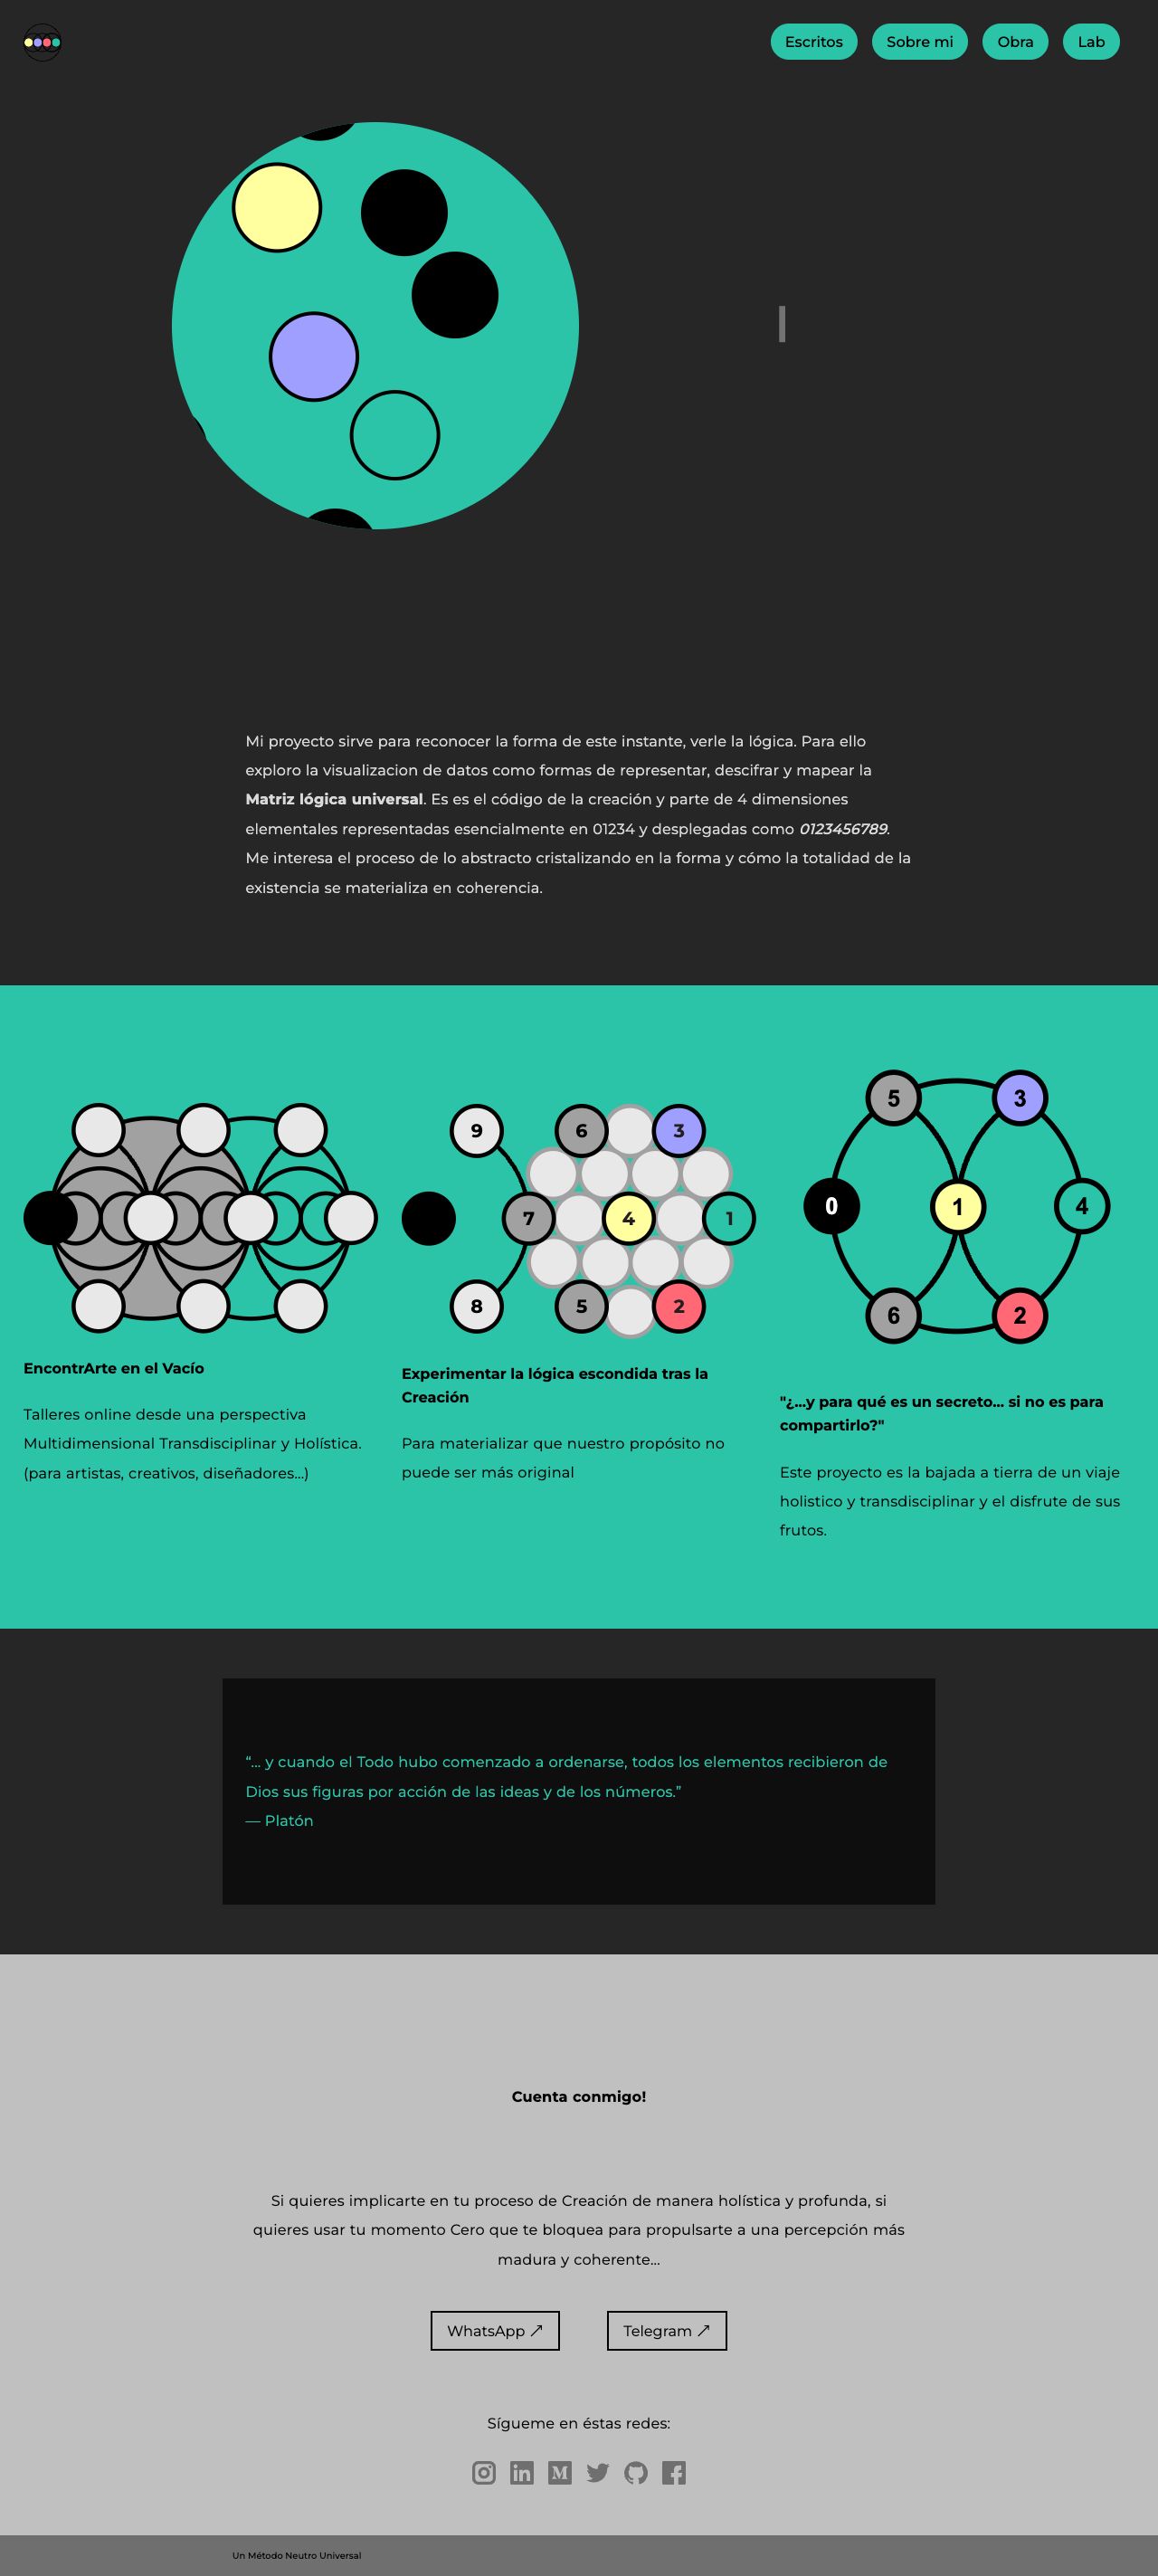 Escritos
Sobre mi
Obra
Lab
Mi proyecto sirve para reconocer la forma de este instante, verle la lógica. Para ello
exploro la visualizacion de datos como formas de representar, descifrar y mapear la
Matriz lógica universal. Es es el código de la creación y parte de 4 dimensiones
elementales representadas esencialmente en 01234 y desplegadas como 0123456789.
Me interesa el proceso de lo abstracto cristalizando en la forma y cómo la totalidad de la
existencia se materializa en coherencia.
EncontrArte en el Vacío
Talleres online desde una perspectiva
Multidimensional Transdisciplinar y Holística.
(para artistas, creativos, diseñadores...)
9
6
3
7
4
1
8
5
2
Experimentar la lógica escondida tras la
Creación
Para materializar que nuestro propósito no
puede ser más original
5
3
0
1
4
6
2
"¿...y para qué es un secreto... si no es para
compartirlo?"
Este proyecto es la bajada a tierra de un viaje
holistico y transdisciplinar y el disfrute de sus
frutos.
“... y cuando el Todo hubo comenzado a ordenarse, todos los elementos recibieron de
Dios sus figuras por acción de las ideas y de los números.”
— Platón
Cuenta conmigo!
Si quieres implicarte en tu proceso de Creación de manera holística y profunda, si
quieres usar tu momento Cero que te bloquea para propulsarte a una percepción más
madura y coherente...
WhatsApp ↗
Telegram ↗
Sígueme en éstas redes:
Un Método Neutro Universal